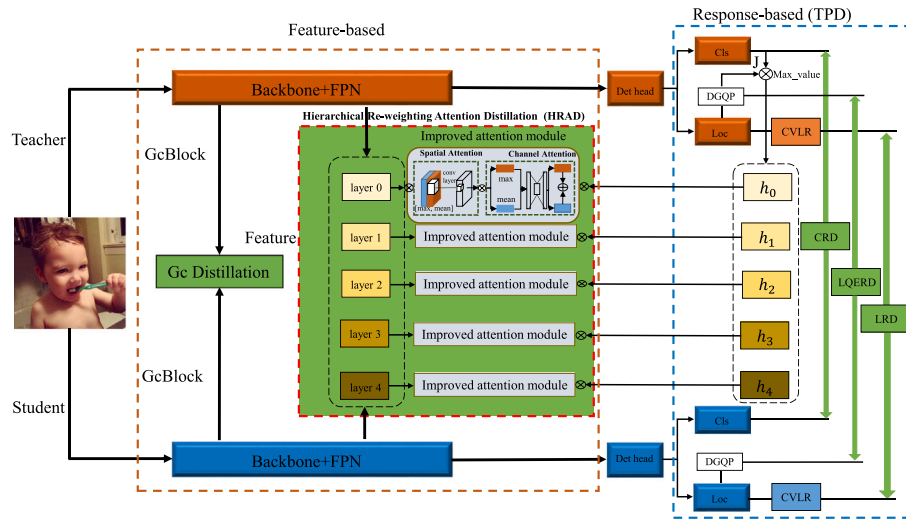 Response-based (TPD)
Feature-based
Cls
J
Max_value
Backbone+FPN
Det head
DGQP
Hierarchical Re-weighting Attention Distillation (HRAD)
Loc
CVLR
Teacher
Improved attention module
GcBlock
Spatial Attention
Channel Attention
conv
layer
max
layer 0
h₀
mean
[max, mean]
Feature
layer 1
Improved attention module
h₁
CRD
Gc Distillation
LQERD
layer 2
Improved attention module
h₂
LRD
layer 3
Improved attention module
h₃
GcBlock
layer 4
Improved attention module
h₄
Student
Cls
Backbone+FPN
Det head
DGQP
Loc
CVLR